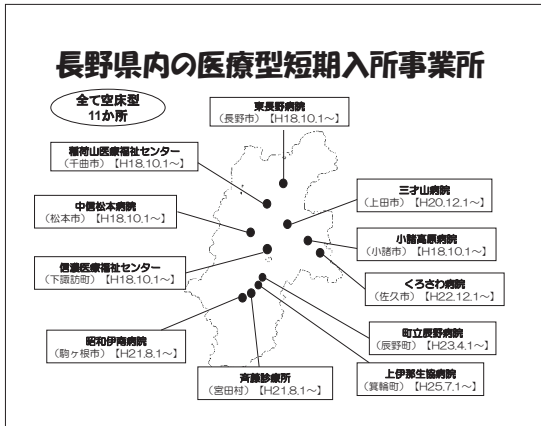 長野県内の医療型短期入所事業所
全て空床型
11か所
東長野病院
（長野市）【H18.10.1～】
稲荷山医療福祉センター
（千曲市）【H18.10.1～】
中信松本病院
（松本市）【H18.10.1～】
信濃医療福祉センター
（下諏訪町）【H18.10.1～】
昭和伊南病院
（駒ヶ根市）【H21.8.1～】
斉藤診療所
（宮田村）【H21.8.1～】
三才山病院
（上田市）【H20.12.1～】
小諸高原病院
（小諸市）【H18.10.1～】
くろさわ病院
（佐久市）【H22.12.1～】
町立辰野病院
（辰野町）【H23.4.1～】
上伊那生協病院
（箕輪町）【H25.7.1～】